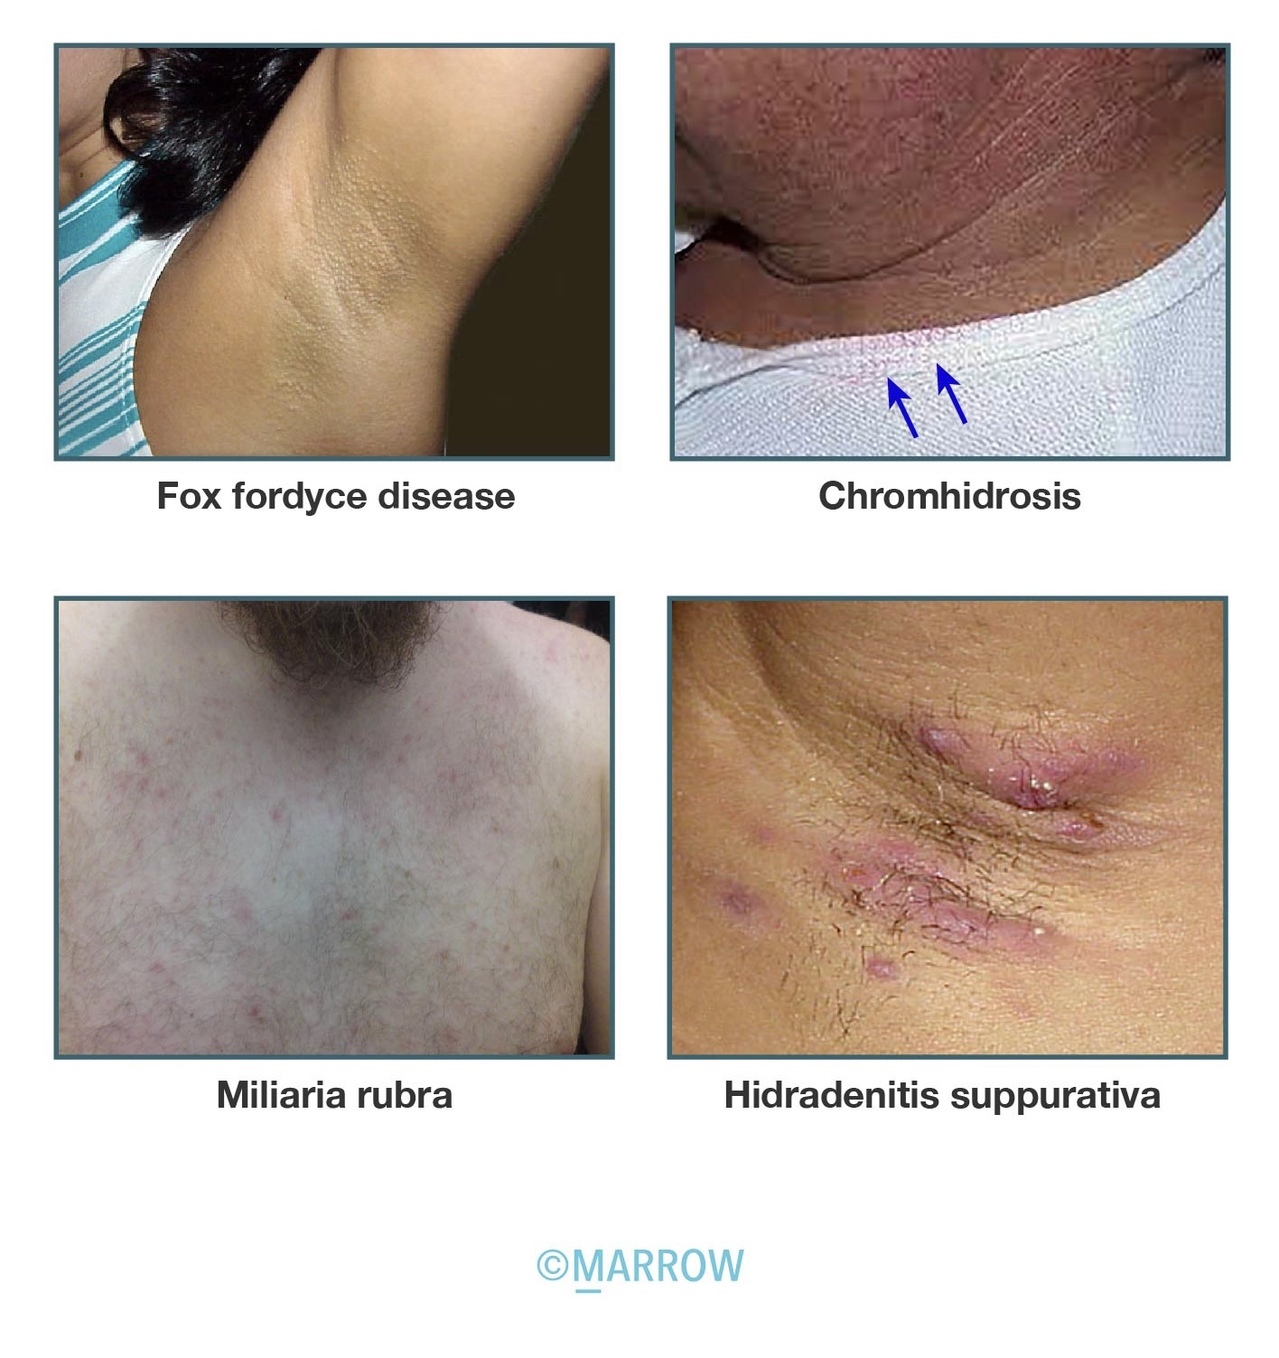 Fox fordyce disease
Chromhidrosis
Miliaria rubra
Hidradenitis suppurativa
©MARROW